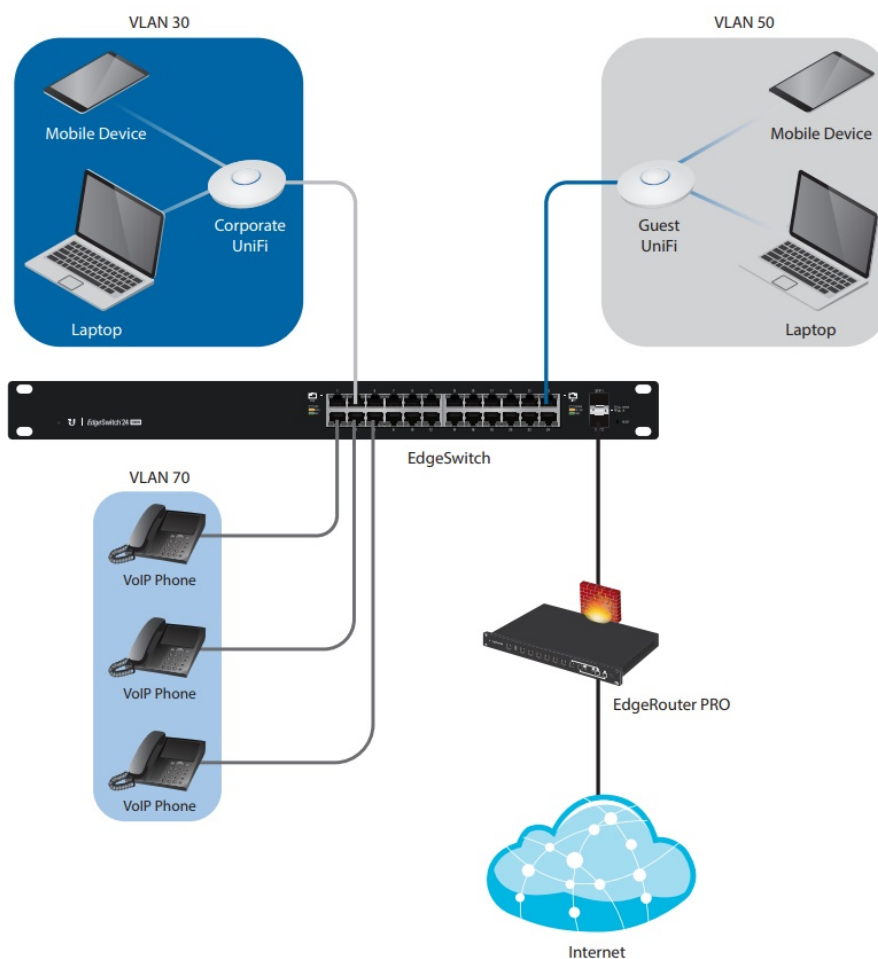 VLAN 30
VLAN 50
Mobile Device
Mobile Device
Corporate
UniFi
Guest
UniFi
Laptop
Laptop
EdgeSwitch 24
EdgeSwitch
VLAN 70
VoIP Phone
VoIP Phone
VoIP Phone
EdgeRouter PRO
Internet